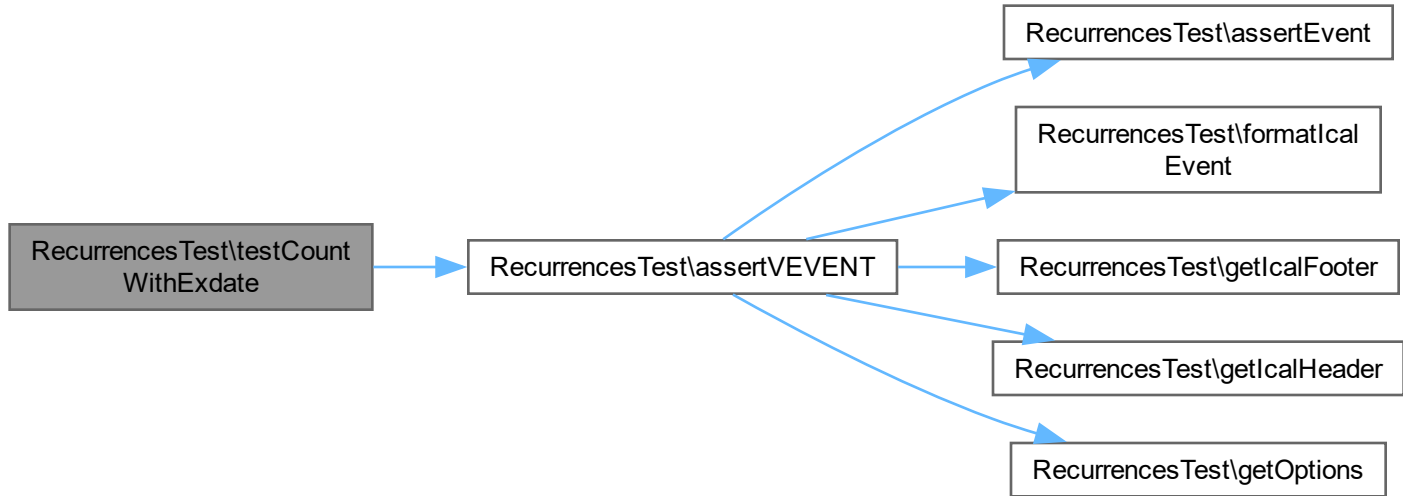 RecurrencesTest\assertEvent
RecurrencesTest\formatIcal
Event
RecurrencesTest\testCount
WithExdate
RecurrencesTest\assertVEVENT
RecurrencesTest\getIcalFooter
RecurrencesTest\getIcalHeader
RecurrencesTest\getOptions